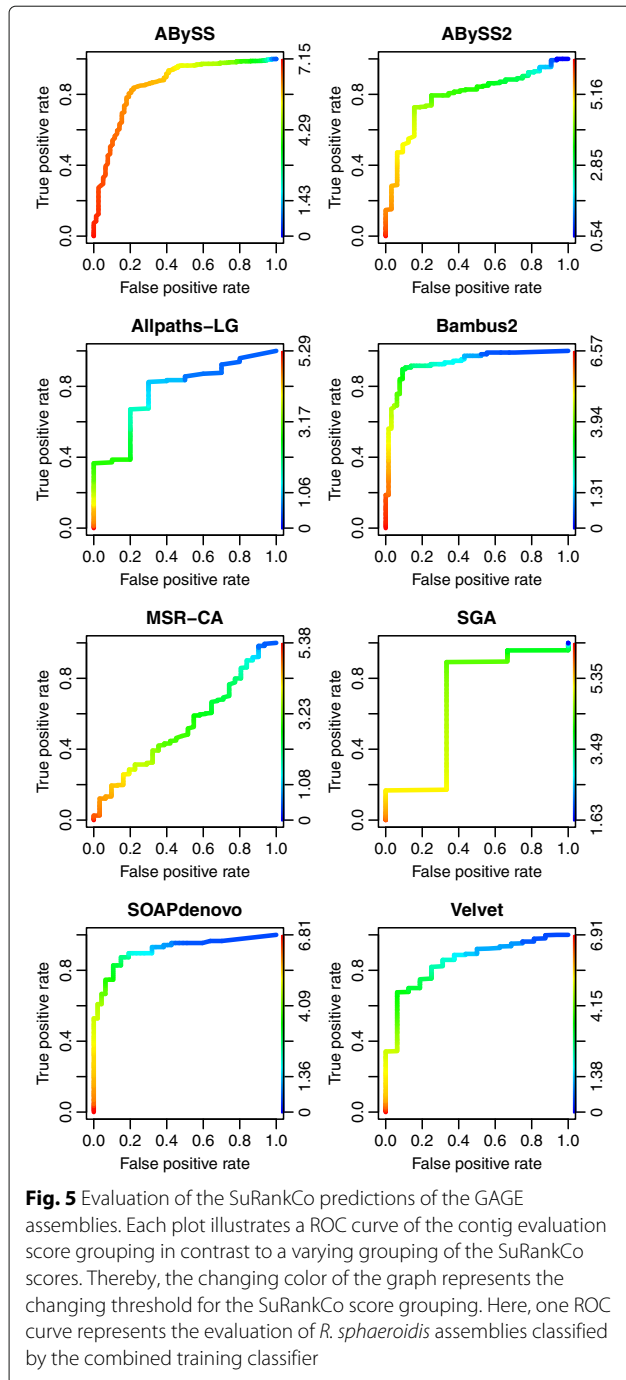 ABySS
True positive rate
0.0 0.4 0.8
0 1.43 4.29 7.15
0.0 0.2 0.4 0.6 0.8 1.0
False positive rate
ABySS2
True positive rate
0.0 0.4 0.8
0.54 2.85 5.16
0.0 0.2 0.4 0.6 0.8 1.0
False positive rate
Allpaths−LG
True positive rate
0.0 0.4 0.8
0 1.06 3.17 5.29
0.0 0.2 0.4 0.6 0.8 1.0
False positive rate
Bambus2
True positive rate
0.0 0.4 0.8
0 1.31 3.94 6.57
0.0 0.2 0.4 0.6 0.8 1.0
False positive rate
MSR−CA
True positive rate
0.0 0.4 0.8
0 1.08 3.23 5.38
0.0 0.2 0.4 0.6 0.8 1.0
False positive rate
SGA
True positive rate
0.0 0.4 0.8
1.63 3.49 5.35
0.0 0.2 0.4 0.6 0.8 1.0
False positive rate
SOAPdenovo
True positive rate
0.0 0.4 0.8
0 1.36 4.09 6.81
0.0 0.2 0.4 0.6 0.8 1.0
False positive rate
Velvet
True positive rate
0.0 0.4 0.8
0 1.38 4.15 6.91
0.0 0.2 0.4 0.6 0.8 1.0
False positive rate
Fig. 5 Evaluation of the SuRankCo predictions of the GAGE
assemblies. Each plot illustrates a ROC curve of the contig evaluation
score grouping in contrast to a varying grouping of the SuRankCo
scores. Thereby, the changing color of the graph represents the
changing threshold for the SuRankCo score grouping. Here, one ROC
curve represents the evaluation of R. sphaeroidis assemblies classified
by the combined training classifier